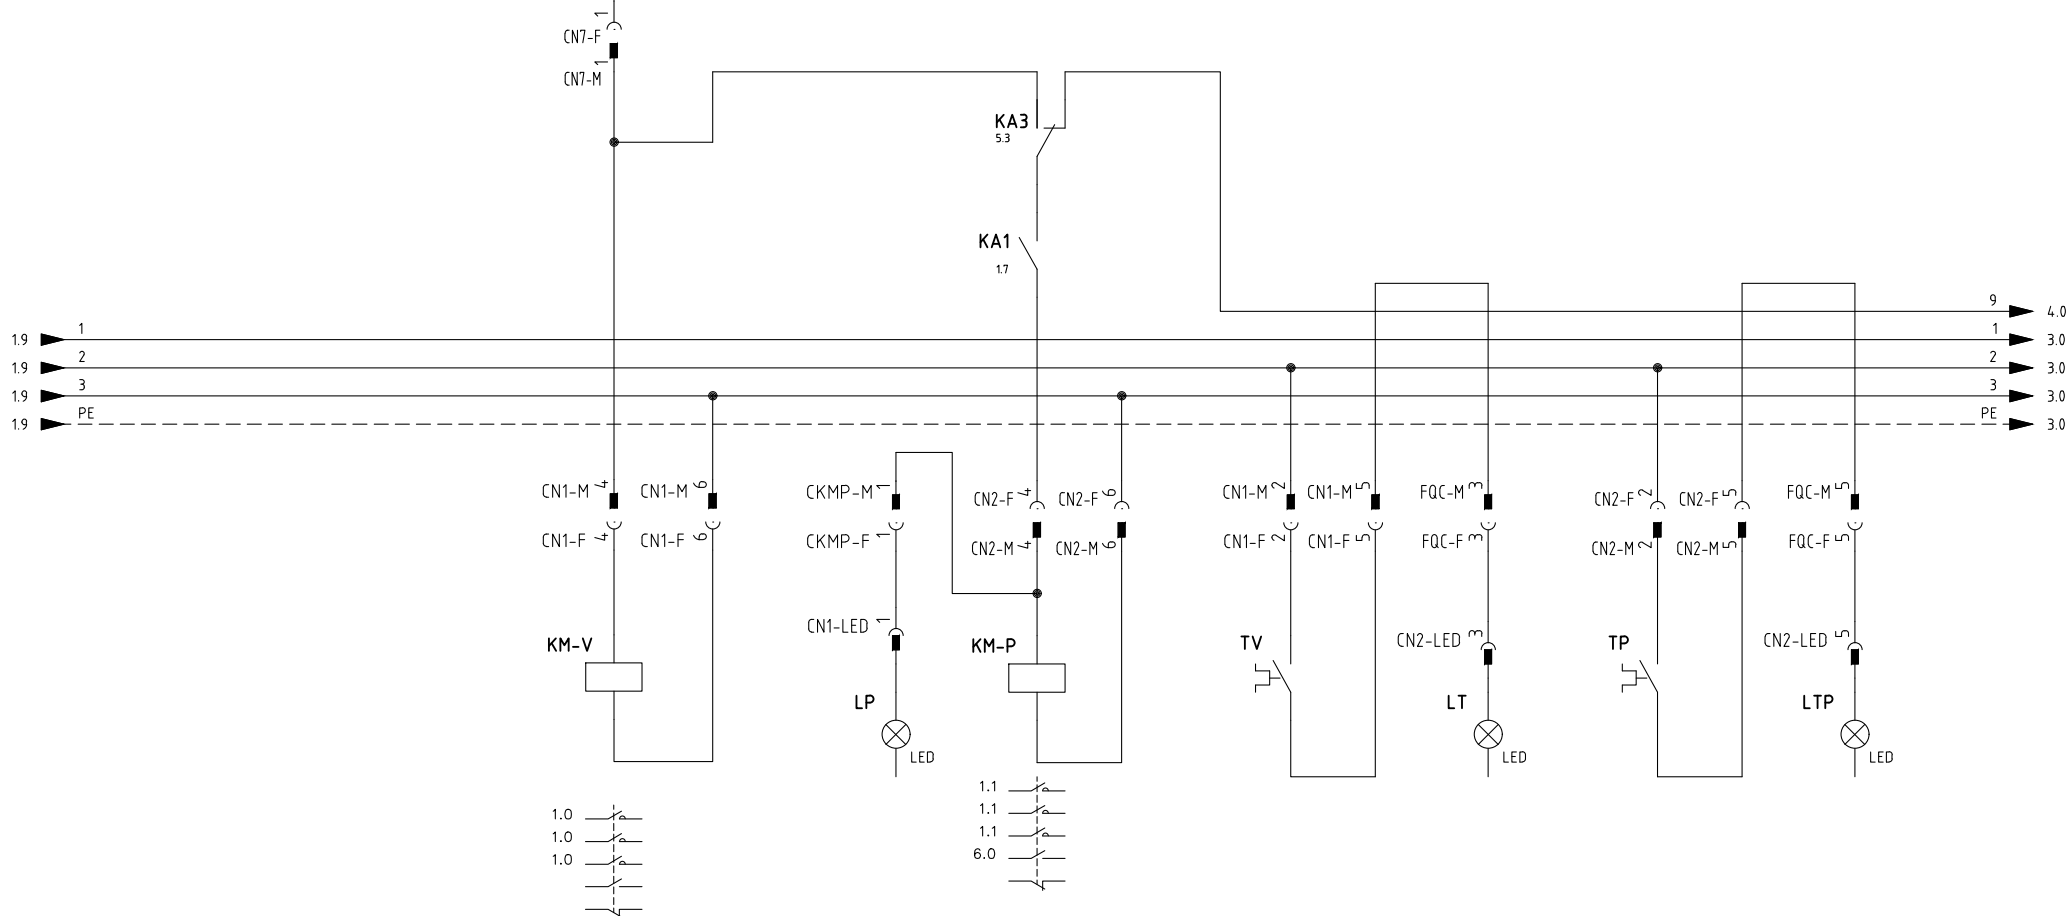 1
CN7-F
1
CN7-M
KA3
5.3
KA1
1.7
9 4.0
1.9 1 1 3.0
1.9 2 2 3.0
1.9 3 3 3.0
1.9 PE PE 3.0
CN1-M 4 CN1-M 6 CKMP-M 1 CN2-F 4 CN2-F 6 CN1-M 2 CN1-M 5 FQC-M 3 CN2-F 2 CN2-F 5 FQC-M 5
CN1-F 4 CN1-F 6 CKMP-F 1 CN2-M 4 CN2-M 6 CN1-F 2 CN1-F 5 FQC-F 3 CN2-M 2 CN2-M 5 FQC-F 5
CN1-LED 1 CN2-LED 3 CN2-LED 5
KM-V KM-P TV TP
LP LT LTP
LED LED LED
1.1
1.1
1.1
6.0
1.0
1.0
1.0